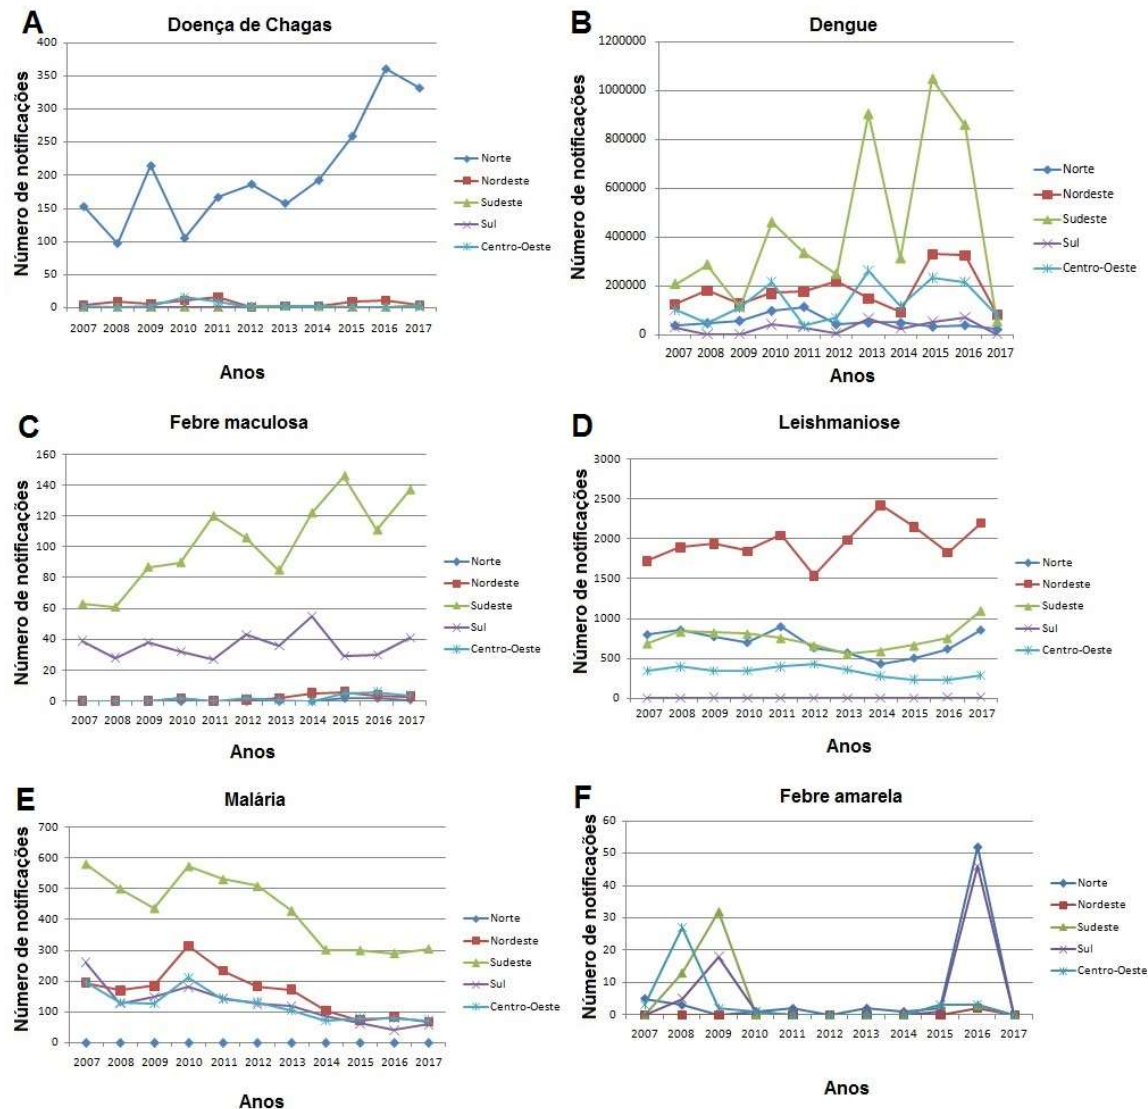 A
Doença de Chagas
Número de notificações
400
350
300
250
200
150
100
50
0
2007 2008 2009 2010 2011 2012 2013 2014 2015 2016 2017
Anos
Norte
Nordeste
Sudeste
Sul
Centro-Oeste
B
Dengue
Número de notificações
1200000
1000000
800000
600000
400000
200000
0
2007 2008 2009 2010 2011 2012 2013 2014 2015 2016 2017
Anos
Norte
Nordeste
Sudeste
Sul
Centro-Oeste
C
Febre maculosa
Número de notificações
160
140
120
100
80
60
40
20
0
2007 2008 2009 2010 2011 2012 2013 2014 2015 2016 2017
Anos
Norte
Nordeste
Sudeste
Sul
Centro-Oeste
D
Leishmaniose
Número de notificações
3000
2500
2000
1500
1000
500
0
2007 2008 2009 2010 2011 2012 2013 2014 2015 2016 2017
Anos
Norte
Nordeste
Sudeste
Sul
Centro-Oeste
E
Malária
Número de notificações
700
600
500
400
300
200
100
0
2007 2008 2009 2010 2011 2012 2013 2014 2015 2016 2017
Anos
Norte
Nordeste
Sudeste
Sul
Centro-Oeste
F
Febre amarela
Número de notificações
60
50
40
30
20
10
0
2007 2008 2009 2010 2011 2012 2013 2014 2015 2016 2017
Anos
Norte
Nordeste
Sudeste
Sul
Centro-Oeste